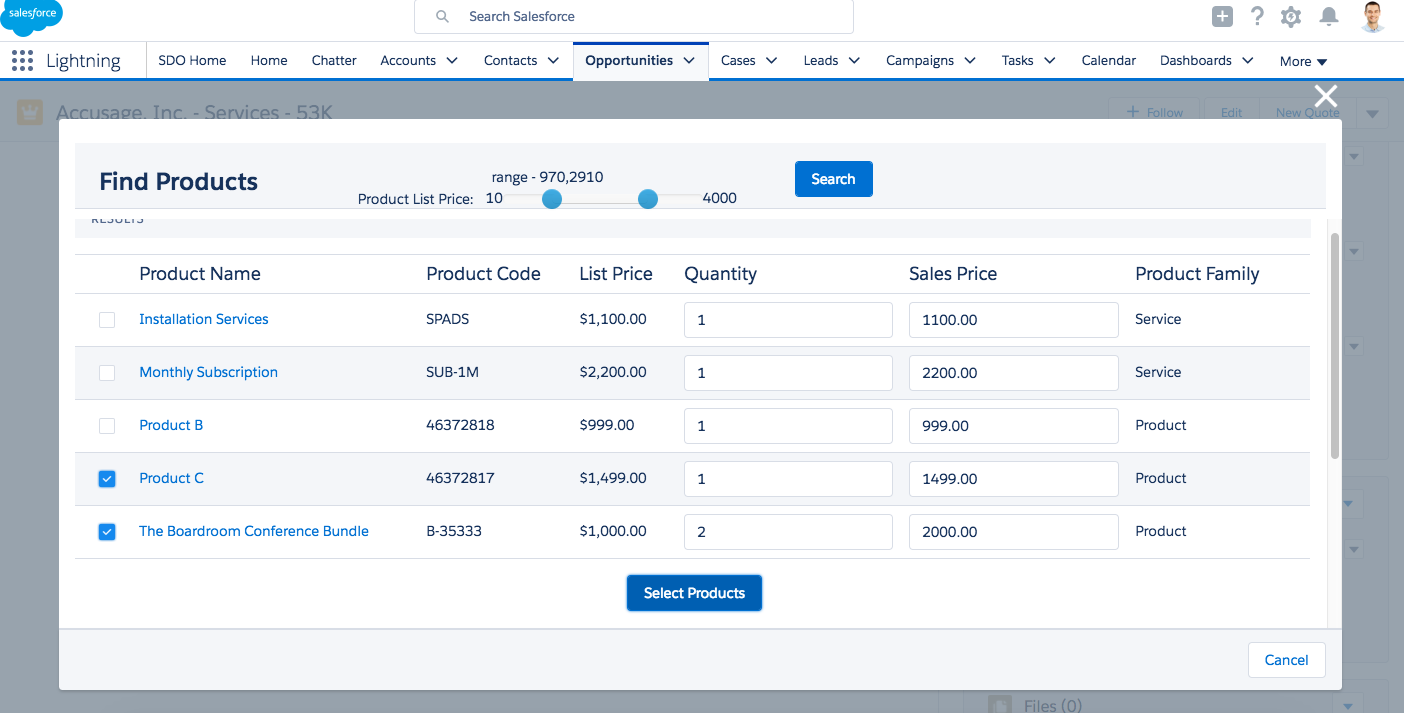 salesforce
Search Salesforce
Lightning
SDO Home Home Chatter Accounts Contacts Opportunities Cases Leads Campaigns Tasks Calendar Dashboards More
Accusage, Inc. - Services - 53K
+ Follow Edit New Quote
Find Products
range - 970,2910
Product List Price: 10 4000
Search
RESULTS
Product Name Product Code List Price Quantity Sales Price Product Family
Installation Services SPADS $1,100.00 1 1100.00 Service
Monthly Subscription SUB-1M $2,200.00 1 2200.00 Service
Product B 46372818 $999.00 1 999.00 Product
Product C 46372817 $1,499.00 1 1499.00 Product
The Boardroom Conference Bundle B-35333 $1,000.00 2 2000.00 Product
Select Products
Cancel
Files (0)